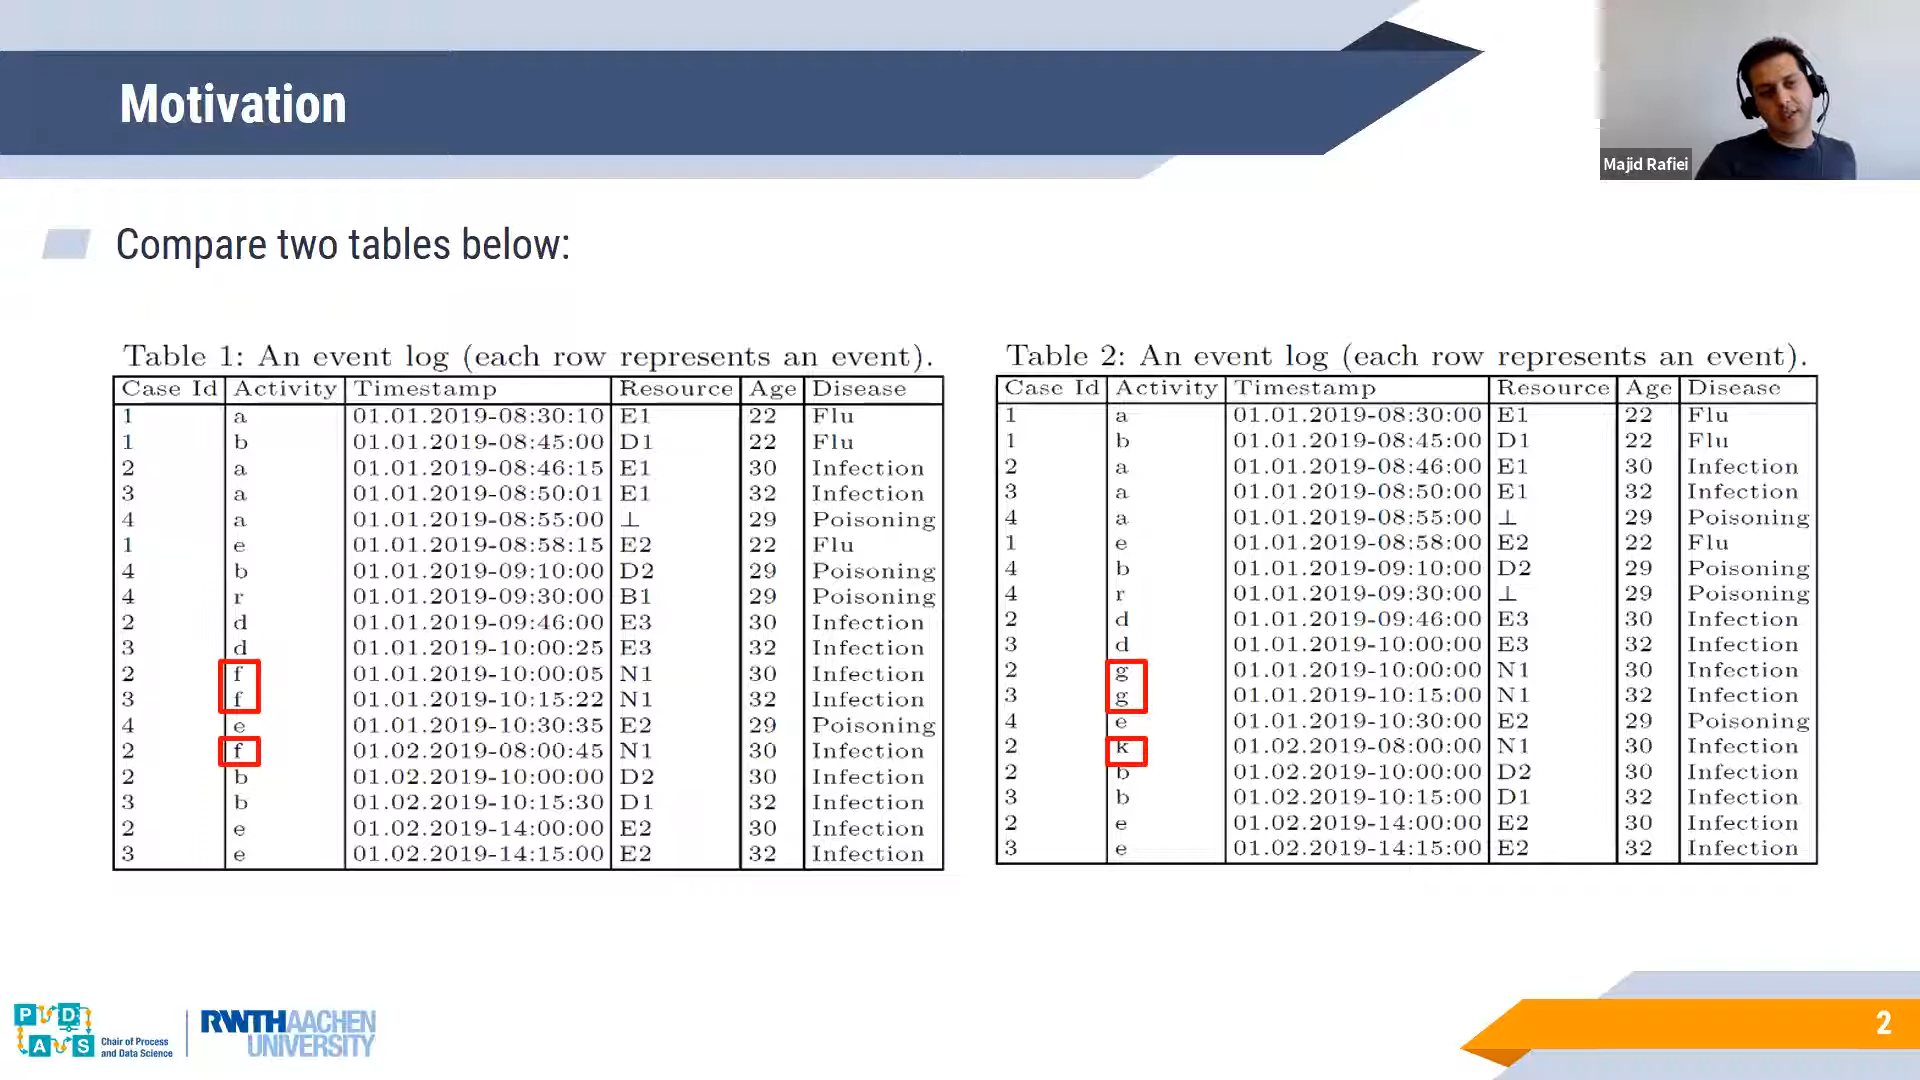 Motivation
Majid Rafiei
Compare two tables below:
Table 1: An event log (each row represents an event).
Case Id Activity Timestamp Resource Age Disease
1 a 01.01.2019-08:30:10 E1 22 Flu
1 b 01.01.2019-08:45:00 D1 22 Flu
2 a 01.01.2019-08:46:15 E1 30 Infection
3 a 01.01.2019-08:50:01 E1 32 Infection
4 a 01.01.2019-08:55:00 ⊥ 29 Poisoning
1 e 01.01.2019-08:58:15 E2 22 Flu
4 b 01.01.2019-09:10:00 D2 29 Poisoning
4 r 01.01.2019-09:30:00 B1 29 Poisoning
2 d 01.01.2019-09:46:00 E3 30 Infection
3 d 01.01.2019-10:00:25 E3 32 Infection
2 f 01.01.2019-10:00:05 N1 30 Infection
3 f 01.01.2019-10:15:22 N1 32 Infection
4 e 01.01.2019-10:30:35 E2 29 Poisoning
2 f 01.02.2019-08:00:45 N1 30 Infection
2 b 01.02.2019-10:00:00 D2 30 Infection
3 b 01.02.2019-10:15:30 D1 32 Infection
2 e 01.02.2019-14:00:00 E2 30 Infection
3 e 01.02.2019-14:15:00 E2 32 Infection
Table 2: An event log (each row represents an event).
Case Id Activity Timestamp Resource Age Disease
1 a 01.01.2019-08:30:00 E1 22 Flu
1 b 01.01.2019-08:45:00 D1 22 Flu
2 a 01.01.2019-08:46:00 E1 30 Infection
3 a 01.01.2019-08:50:00 E1 32 Infection
4 a 01.01.2019-08:55:00 ⊥ 29 Poisoning
1 e 01.01.2019-08:58:00 E2 22 Flu
4 b 01.01.2019-09:10:00 D2 29 Poisoning
4 r 01.01.2019-09:30:00 ⊥ 29 Poisoning
2 d 01.01.2019-09:46:00 E3 30 Infection
3 d 01.01.2019-10:00:00 E3 32 Infection
2 g 01.01.2019-10:00:00 N1 30 Infection
3 g 01.01.2019-10:15:00 N1 32 Infection
4 e 01.01.2019-10:30:00 E2 29 Poisoning
2 k 01.02.2019-08:00:00 N1 30 Infection
2 b 01.02.2019-10:00:00 D2 30 Infection
3 b 01.02.2019-10:15:00 D1 32 Infection
2 e 01.02.2019-14:00:00 E2 30 Infection
3 e 01.02.2019-14:15:00 E2 32 Infection
P D
A S
Chair of Process
and Data Science
RWTH AACHEN
UNIVERSITY
2